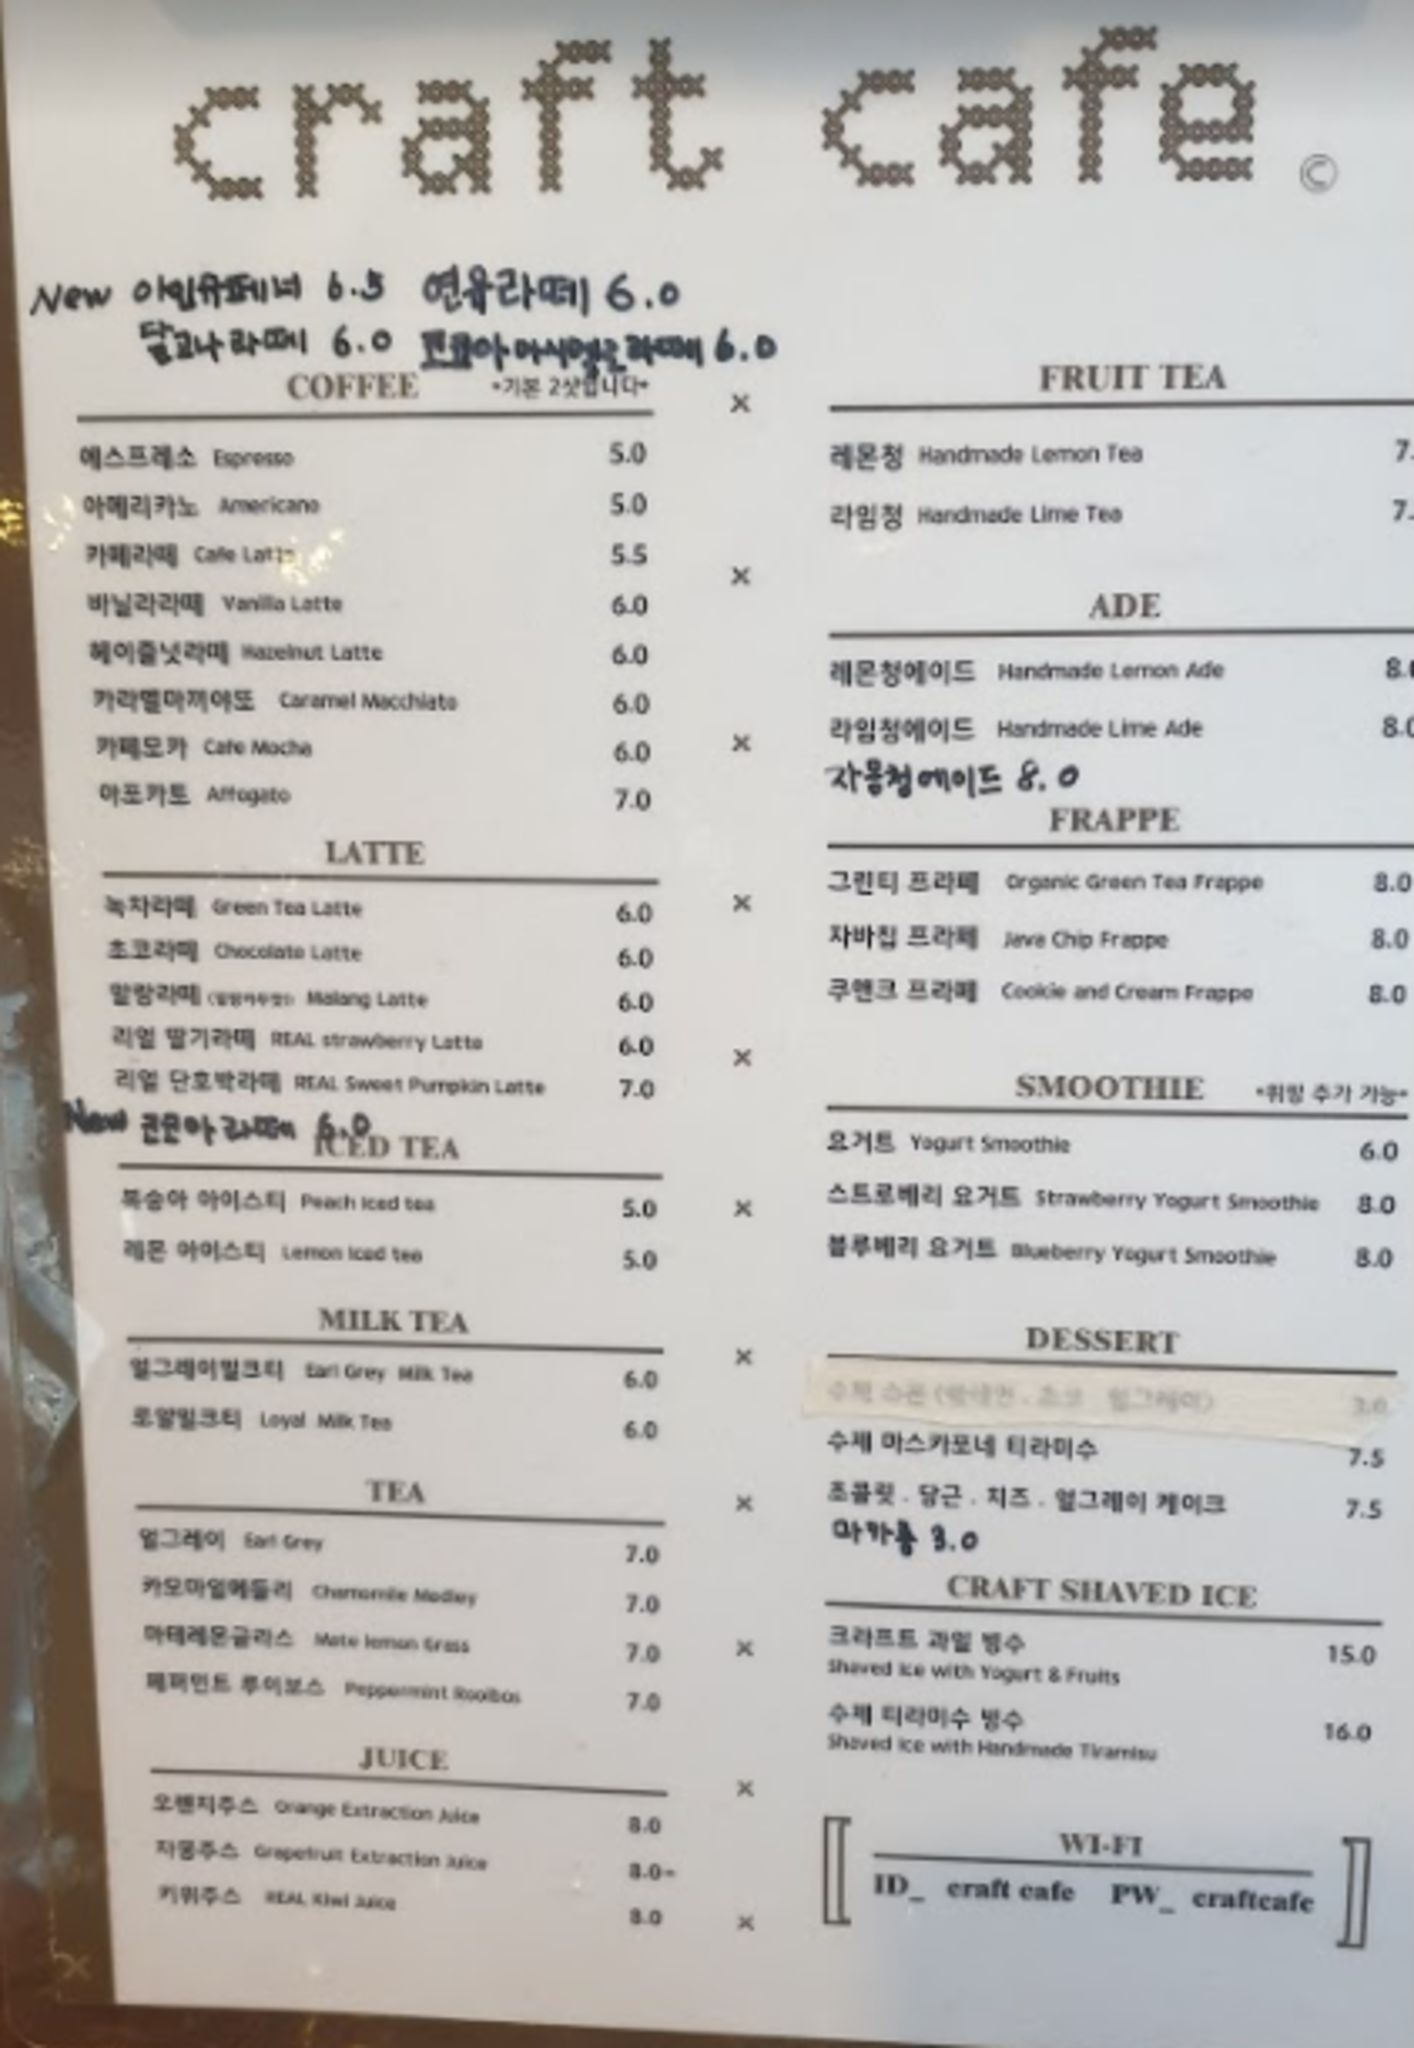 craft cafe ©
New 아인슈페너 6.5 연유라떼 6.0
달고나라떼 6.0 코코아마시멜로라떼 6.0
COFFEE *기본 2샷입니다*
에스프레소 Espresso 5.0
아메리카노 Americano 5.0
카페라떼 Cafe Latte 5.5
바닐라라떼 Vanilla Latte 6.0
헤이즐넛라떼 Hazelnut Latte 6.0
카라멜마끼아또 Caramel Macchiato 6.0
카페모카 Cafe Mocha 6.0
아포카토 Affogato 7.0
LATTE
녹차라떼 Green Tea Latte 6.0
초코라떼 Chocolate Latte 6.0
말랑라떼 Malang Latte 6.0
리얼 딸기라떼 REAL strawberry Latte 6.0
리얼 단호박라떼 REAL Sweet Pumpkin Latte 7.0
New 라떼 6.0
ICED TEA
복숭아 아이스티 Peach Iced tea 5.0
레몬 아이스티 Lemon Iced tea 5.0
MILK TEA
얼그레이밀크티 Earl Grey Milk Tea 6.0
로얄밀크티 Loyal Milk Tea 6.0
TEA
얼그레이 Earl Grey 7.0
카모마일메들리 Chamomile Medley 7.0
마테레몬글라스 Mate lemon Grass 7.0
페퍼민트 루이보스 Peppermint Rooibos 7.0
JUICE
오렌지주스 Orange Extraction Juice 8.0
자몽주스 Grapefruit Extraction Juice 8.0
키위주스 REAL Kiwi Juice 8.0
FRUIT TEA
레몬청 Handmade Lemon Tea 7.
라임청 Handmade Lime Tea 7.
ADE
레몬청에이드 Handmade Lemon Ade 8.0
라임청에이드 Handmade Lime Ade 8.0
자몽청에이드 8.0
FRAPPE
그린티 프라페 Organic Green Tea Frappe 8.0
자바칩 프라페 Java Chip Frappe 8.0
쿠앤크 프라페 Cookie and Cream Frappe 8.0
SMOOTHIE *휘핑 추가 가능*
요거트 Yogurt Smoothie 6.0
스트로베리 요거트 Strawberry Yogurt Smoothie 8.0
블루베리 요거트 Blueberry Yogurt Smoothie 8.0
DESSERT
수제 스콘 (플레인 . 초코 얼그레이) 3.0
수제 마스카포네 티라미수 7.5
초콜릿 . 당근 . 치즈 . 얼그레이 케이크 7.5
마카롱 3.0
CRAFT SHAVED ICE
크라프트 과일 빙수 15.0
Shaved Ice with Yogurt & Fruits
수제 티라미수 빙수 16.0
Shaved Ice with Handmade Tiramisu
WI-FI
ID_ craft cafe PW_ craftcafe